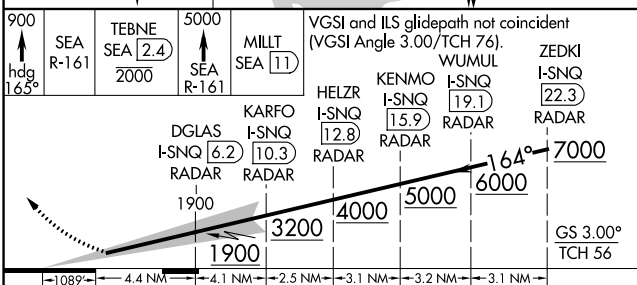 900
hdg
165°
SEA
R-161
TEBNE
SEA 2.4
2000
5000
SEA
R-161
MILLT
SEA 11
VGSI and ILS glidepath not coincident
(VGSI Angle 3.00/TCH 76).
ZEDKI
I-SNQ
22.3
RADAR
WUMUL
I-SNQ
19.1
RADAR
KENMO
I-SNQ
15.9
RADAR
HELZR
I-SNQ
12.8
RADAR
KARFO
I-SNQ
10.3
RADAR
DGLAS
I-SNQ 6.2
RADAR
1900
164°
7000
6000
5000
4000
3200
1900
GS 3.00°
TCH 56
1089'
4.4 NM
4.1 NM
2.5 NM
3.1 NM
3.2 NM
3.1 NM